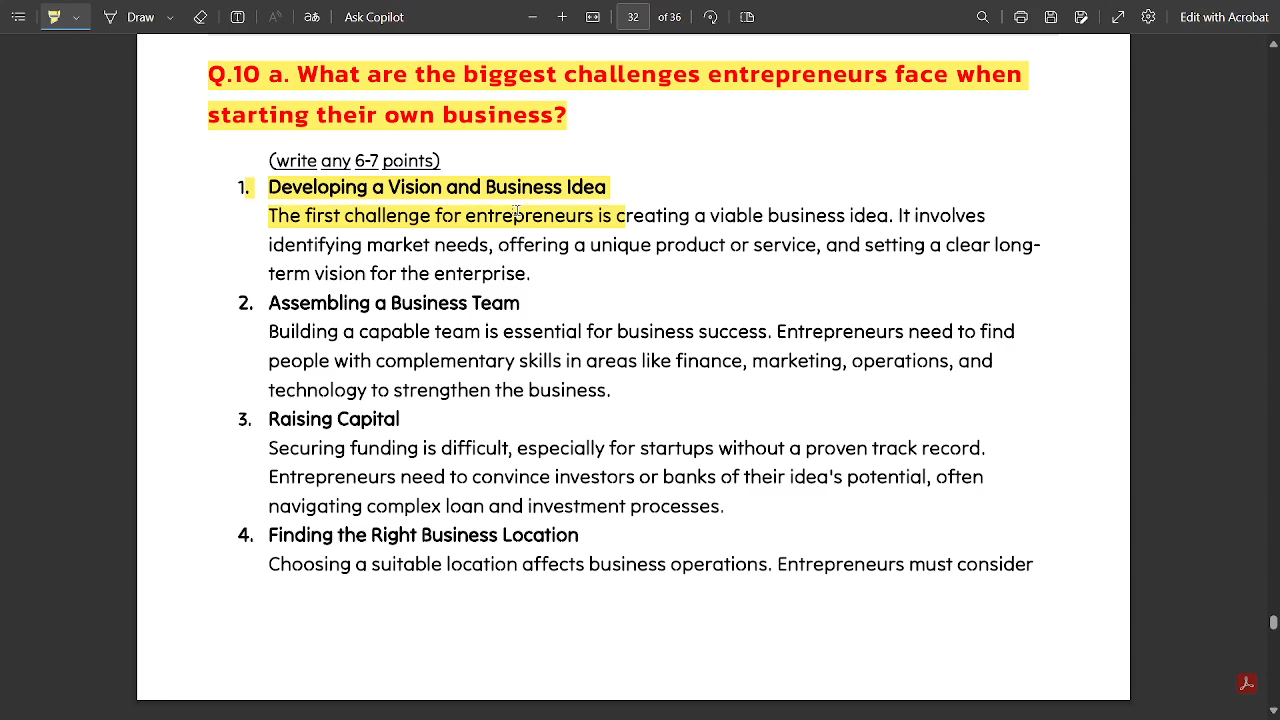 Draw
Ask Copilot
32 of 36
Edit with Acrobat
Q.10 a. What are the biggest challenges entrepreneurs face when
starting their own business?
(write any 6-7 points)
1. Developing a Vision and Business Idea
The first challenge for entrepreneurs is creating a viable business idea. It involves
identifying market needs, offering a unique product or service, and setting a clear long-
term vision for the enterprise.
2. Assembling a Business Team
Building a capable team is essential for business success. Entrepreneurs need to find
people with complementary skills in areas like finance, marketing, operations, and
technology to strengthen the business.
3. Raising Capital
Securing funding is difficult, especially for startups without a proven track record.
Entrepreneurs need to convince investors or banks of their idea's potential, often
navigating complex loan and investment processes.
4. Finding the Right Business Location
Choosing a suitable location affects business operations. Entrepreneurs must consider